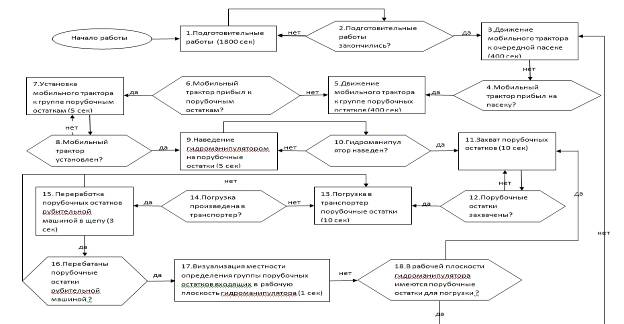 Начало работы
1.Подготовительные
работы (1800 сек)
нет
2.Подготовительные
работы
закончились?
да
3.Движение
мобильного трактора
к очередной пасеке
(400 сек)
нет
7.Установка
мобильного трактора
к группе порубочным
остаткам (5 сек)
6.Мобильный
трактор прибыл к
порубочным
остаткам?
нет
5.Движение
мобильного трактора
к группе порубочных
остатков (400 сек)
да
4.Мобильный
трактор прибыл на
пасеку?
нет
8.Мобильный
трактор
установлен?
да
9.Наведение
гидроманипулятором
на порубочные
остатки (5 сек)
нет
10.Гидроманипул
ятор наведен?
да
11.Захват порубочных
остатков (10 сек)
нет
нет
да
15. Переработка
порубочных остатков
рубительной
машиной в щепу (3
сек)
да
14.Погрузка
произведена в
транспортер?
13.Погрузка в
транспортер
порубочные остатки
(10 сек)
да
12.Порубочные
остатки
захвачены?
нет
да
16.Перебатаны
порубочные
остатки
рубительной
машиной?
да
17.Визуализация местности
определения группы порубочных
остатков входящих в рабочую
плоскость гидроманипулятора (1 сек)
нет
18.В рабочей плоскости
гидроманипулятора
имеются порубочные
остатки для погрузки?
да